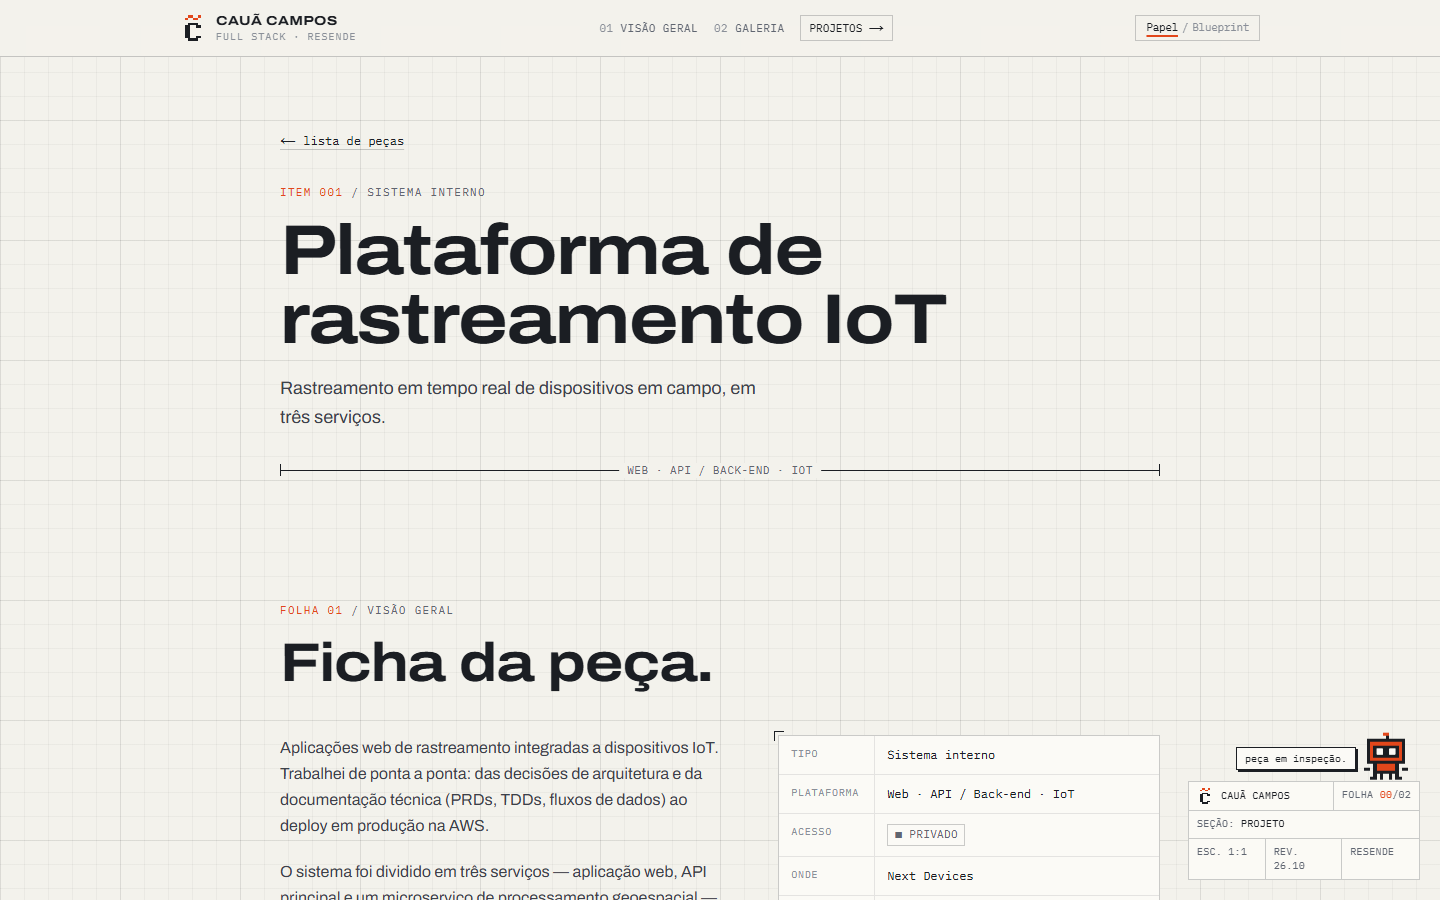 CAUÃ CAMPOS
FULL STACK · RESENDE
01 VISÃO GERAL 02 GALERIA PROJETOS ⟶
Papel / Blueprint
⟵ lista de peças
ITEM 001 / SISTEMA INTERNO
Plataforma de
rastreamento IoT
Rastreamento em tempo real de dispositivos em campo, em
três serviços.
WEB · API / BACK-END · IOT
FOLHA 01 / VISÃO GERAL
Ficha da peça.
Aplicações web de rastreamento integradas a dispositivos IoT.
Trabalhei de ponta a ponta: das decisões de arquitetura e da
documentação técnica (PRDs, TDDs, fluxos de dados) ao
deploy em produção na AWS.
O sistema foi dividido em três serviços — aplicação web, API
principal e um microserviço de processamento geoespacial —
TIPO Sistema interno
PLATAFORMA Web · API / Back-end · IoT
ACESSO ■ PRIVADO
ONDE Next Devices
peça em inspeção.
CAUÃ CAMPOS FOLHA 00/02
SEÇÃO: PROJETO
ESC. 1:1 REV. 26.10 RESENDE